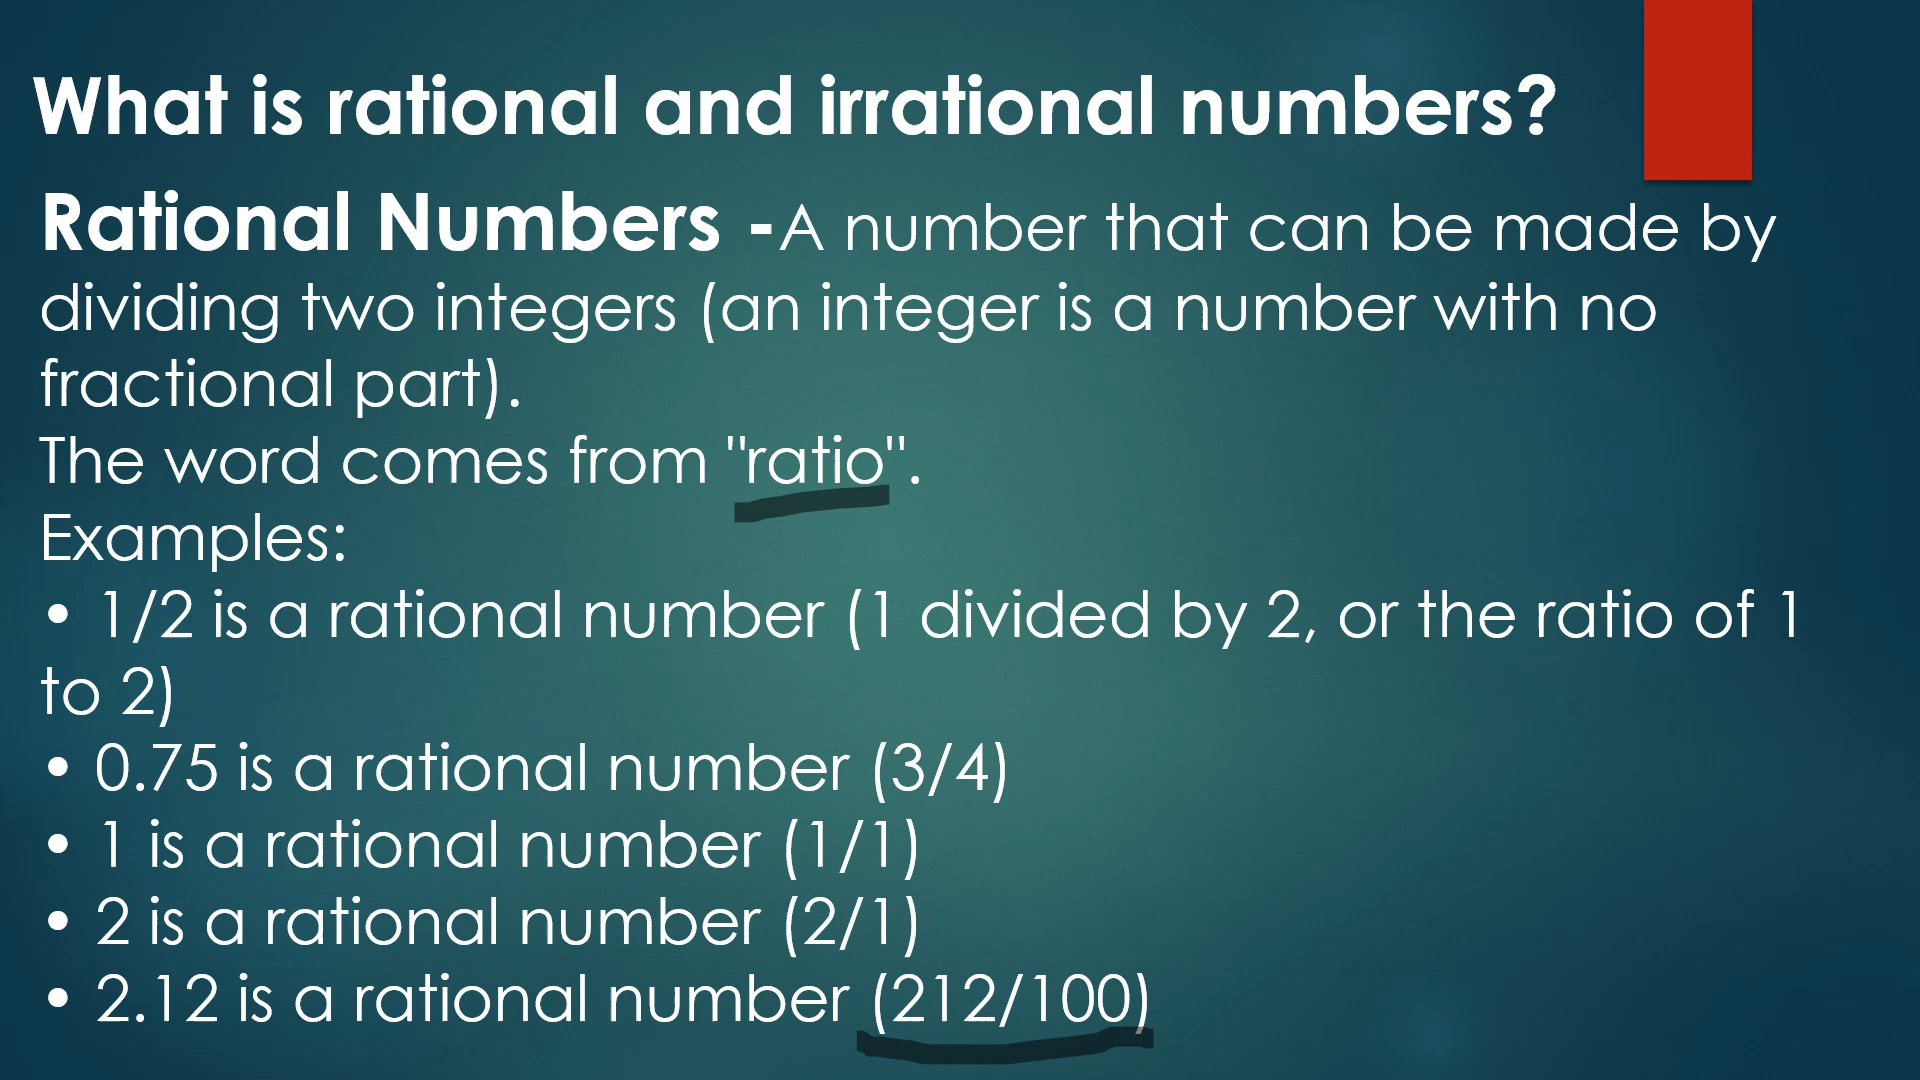 What is rational and irrational numbers?
Rational Numbers -A number that can be made by
dividing two integers (an integer is a number with no
fractional part).
The word comes from "ratio".
Examples:
• 1/2 is a rational number (1 divided by 2, or the ratio of 1
to 2)
• 0.75 is a rational number (3/4)
• 1 is a rational number (1/1)
• 2 is a rational number (2/1)
• 2.12 is a rational number (212/100)